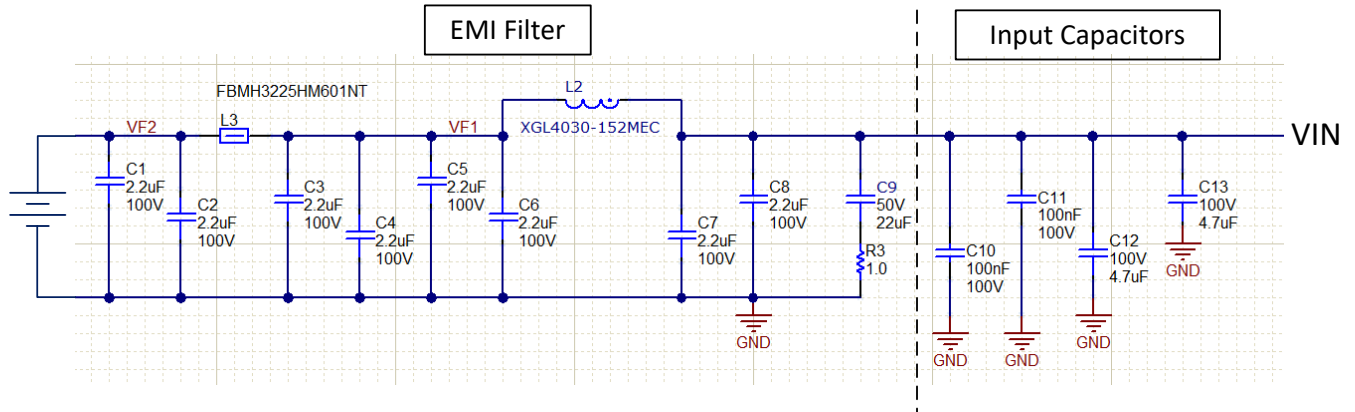 EMI Filter
Input Capacitors
FBMH3225HM601NT
L2
VF2
L3
VF1
XGL4030-152MEC
VIN
C1
2.2uF
100V
C2
2.2uF
100V
C3
2.2uF
100V
C4
2.2uF
100V
C5
2.2uF
100V
C6
2.2uF
100V
C7
2.2uF
100V
C8
2.2uF
100V
C9
50V
22uF
R3
1.0
GND
C10
100nF
100V
GND
C11
100nF
100V
GND
C12
100V
4.7uF
GND
C13
100V
4.7uF
GND